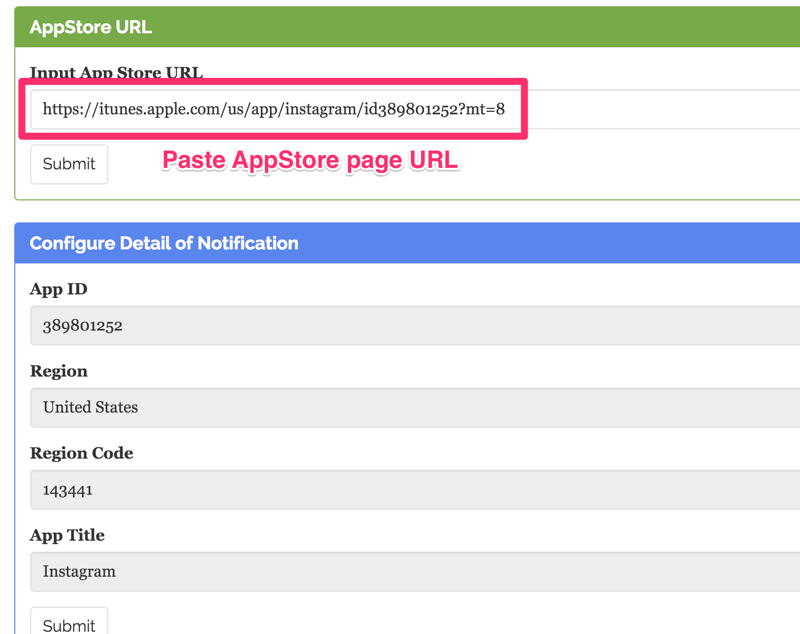 AppStore URL
Input App Store URL
https://itunes.apple.com/us/app/instagram/id389801252?mt=8
Submit
Paste AppStore page URL
Configure Detail of Notification
App ID
389801252
Region
United States
Region Code
143441
App Title
Instagram
Submit